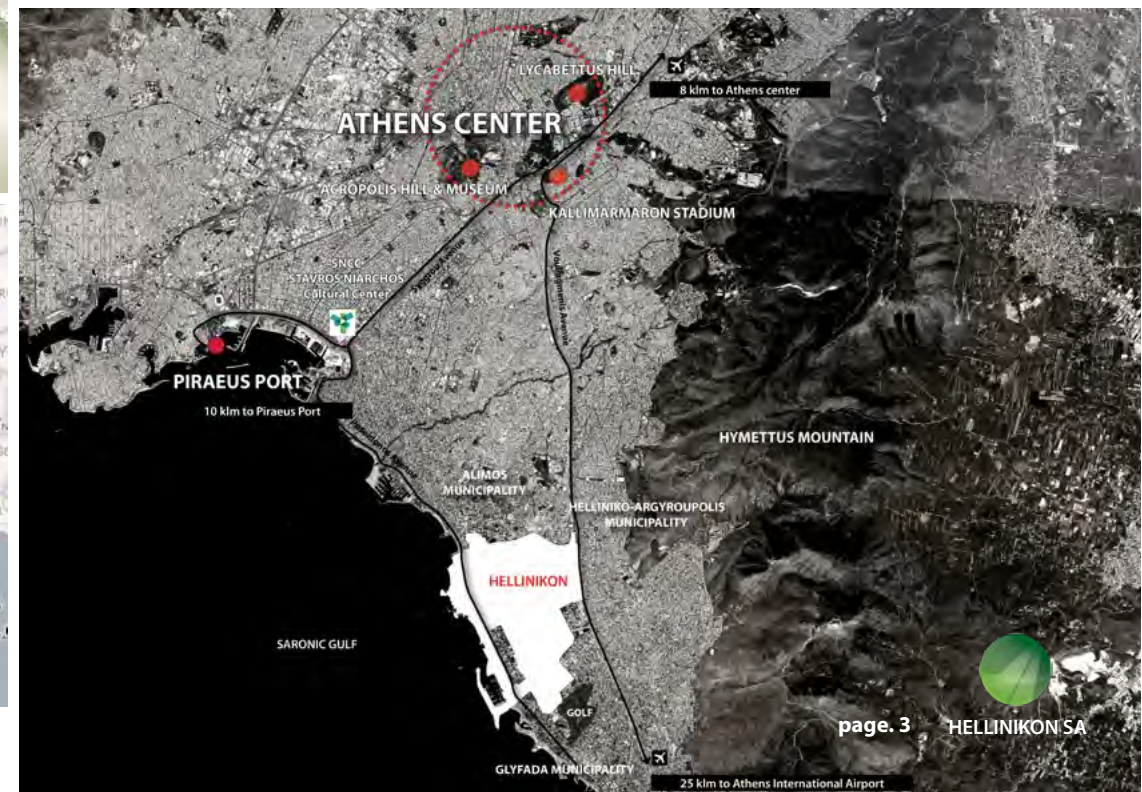 LYCABETTUS HILL
8 klm to Athens center
ATHENS CENTER
ACROPOLIS HILL & MUSEUM
KALLIMARMARON STADIUM
SNCC
STAVROS NIARCHOS
Cultural Center
Vouliagmenis Avenue
PIRAEUS PORT
10 klm to Piraeus Port
HYMETTUS MOUNTAIN
ALIMOS
MUNICIPALITY
HELLINIKO-ARGYROUPOLIS
MUNICIPALITY
HELLINIKON
SARONIC GULF
GOLF
page. 3
HELLINIKON SA
GLYFADA MUNICIPALITY
25 klm to Athens International Airport